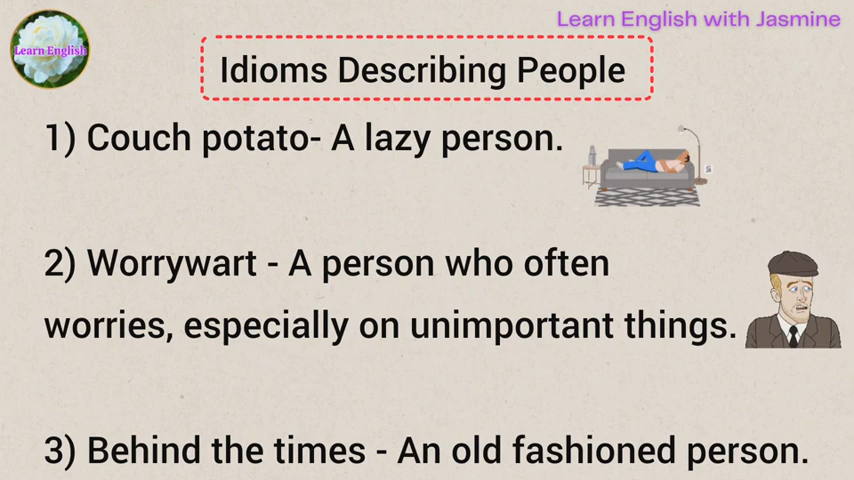 Learn English with Jasmine
Learn English
Idioms Describing People
1) Couch potato- A lazy person.
2) Worrywart - A person who often
worries, especially on unimportant things.
3) Behind the times - An old fashioned person.